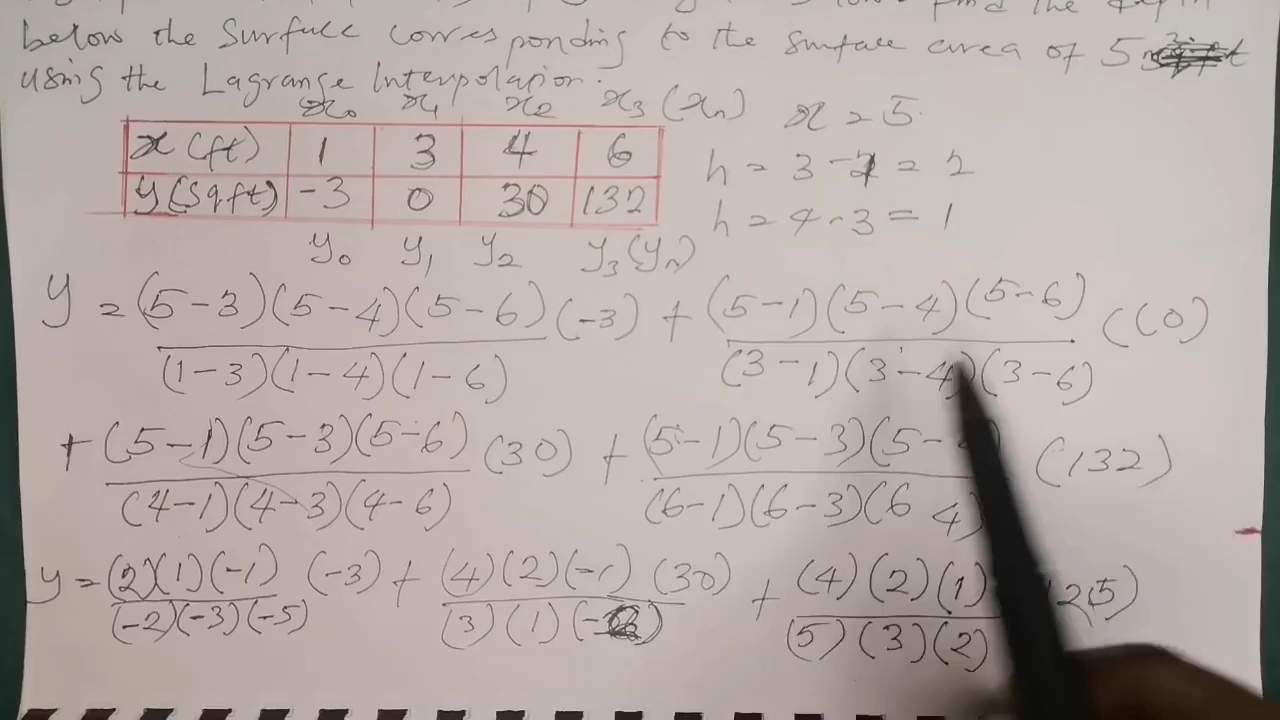 find the depth
below the surface corresponding to the surface area of 5
using the Lagrange Interpolation.
x₀ x₁ x₂ x₃ (xₙ) x = 5
x (ft) 1 3 4 6
h = 3 - 1 = 2
y (sqft) -3 0 30 132
h = 4 - 3 = 1
y₀ y₁ y₂ y₃ (yₙ)
y = (5-3)(5-4)(5-6) (-3) + (5-1)(5-4)(5-6) ((0)
(1-3)(1-4)(1-6) (3-1)(3-4)(3-6)
+ (5-1)(5-3)(5-6) (30) + (5-1)(5-3)(5- (132)
(4-1)(4-3)(4-6) (6-1)(6-3)(6 4)
y = (2)(1)(-1) (-3) + (4)(2)(-1) (30) + (4)(2)(1)
(-2)(-3)(-5) (3)(1)(- (5)(3)(2)